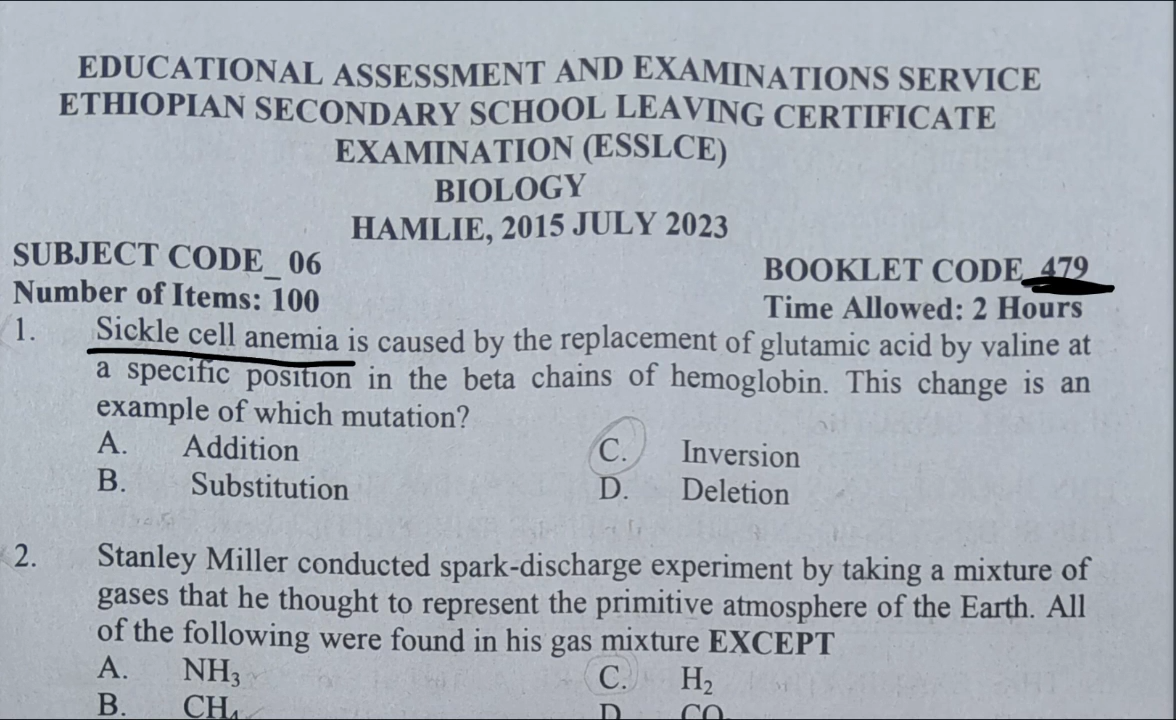 EDUCATIONAL ASSESSMENT AND EXAMINATIONS SERVICE
ETHIOPIAN SECONDARY SCHOOL LEAVING CERTIFICATE
EXAMINATION (ESSLCE)
BIOLOGY
HAMLIE, 2015 JULY 2023
SUBJECT CODE_ 06
BOOKLET CODE 479
Number of Items: 100
Time Allowed: 2 Hours
1. Sickle cell anemia is caused by the replacement of glutamic acid by valine at
a specific position in the beta chains of hemoglobin. This change is an
example of which mutation?
A. Addition C. Inversion
B. Substitution D. Deletion
2. Stanley Miller conducted spark-discharge experiment by taking a mixture of
gases that he thought to represent the primitive atmosphere of the Earth. All
of the following were found in his gas mixture EXCEPT
A. NH₃ C. H₂
B. CH₄ D. CO